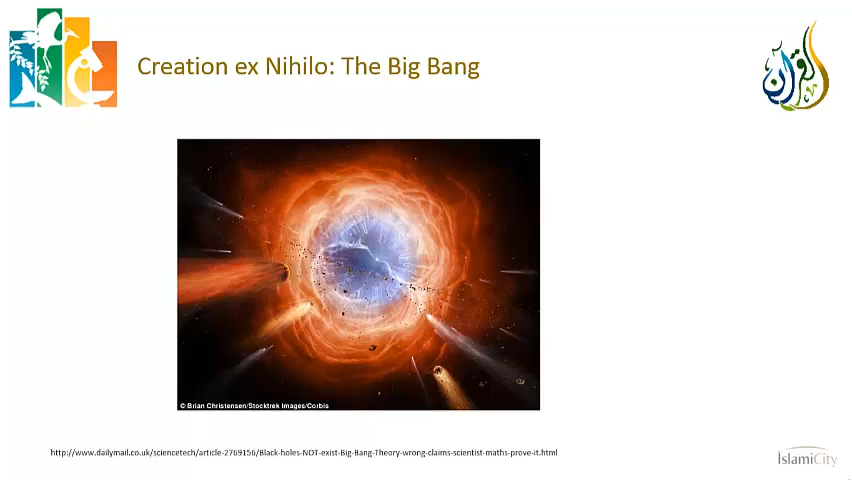 Creation ex Nihilo: The Big Bang
القرآن
© Brian Christensen/Stocktrek Images/Corbis
http://www.dailymail.co.uk/sciencetech/article-2769156/Black-holes-NOT-exist-Big-Bang-Theory-wrong-claims-scientist-maths-prove-it.html
IslamiCity